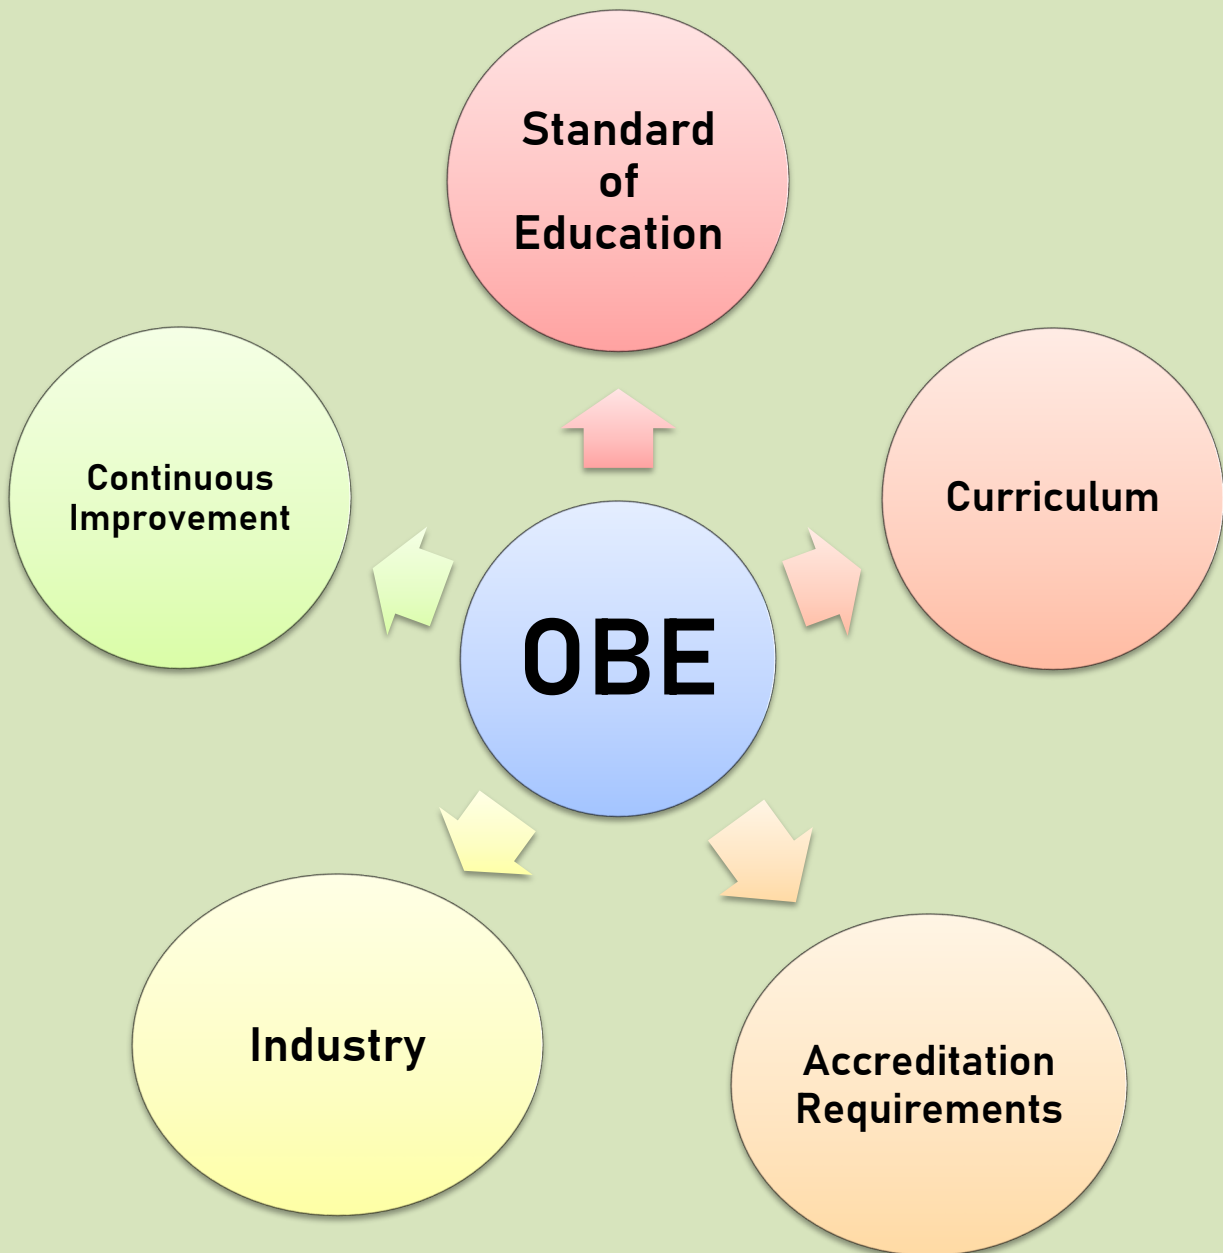 Standard
of
Education
Continuous
Improvement
Curriculum
OBE
Industry
Accreditation
Requirements